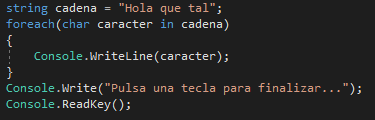 string cadena = "Hola que tal";
foreach(char caracter in cadena)
{
    Console.WriteLine(caracter);
}
Console.Write("Pulsa una tecla para finalizar...");
Console.ReadKey();